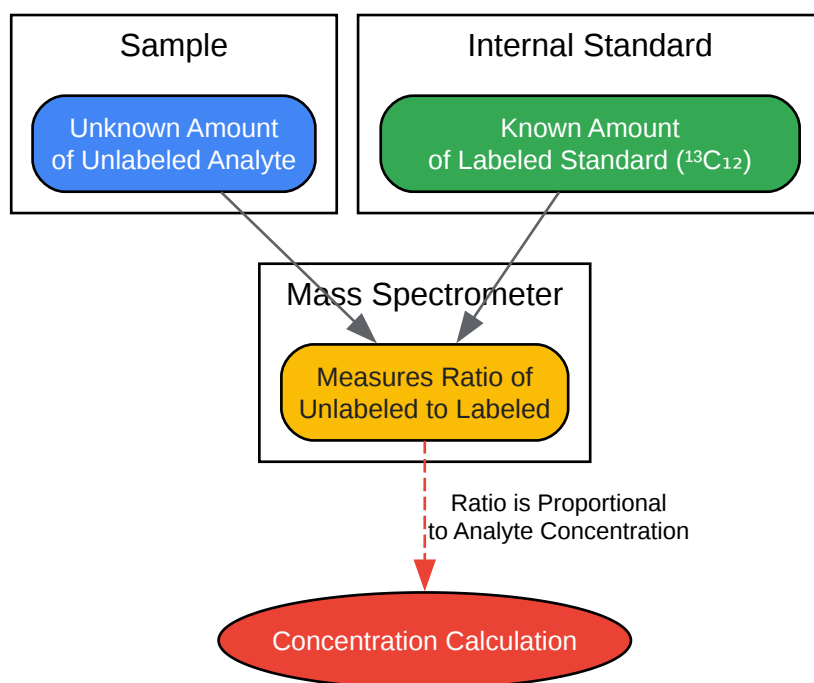 Sample
Internal Standard
Unknown Amount
of Unlabeled Analyte
Known Amount
of Labeled Standard (¹³C₁₂)
Mass Spectrometer
Measures Ratio of
Unlabeled to Labeled
Ratio is Proportional
to Analyte Concentration
Concentration Calculation